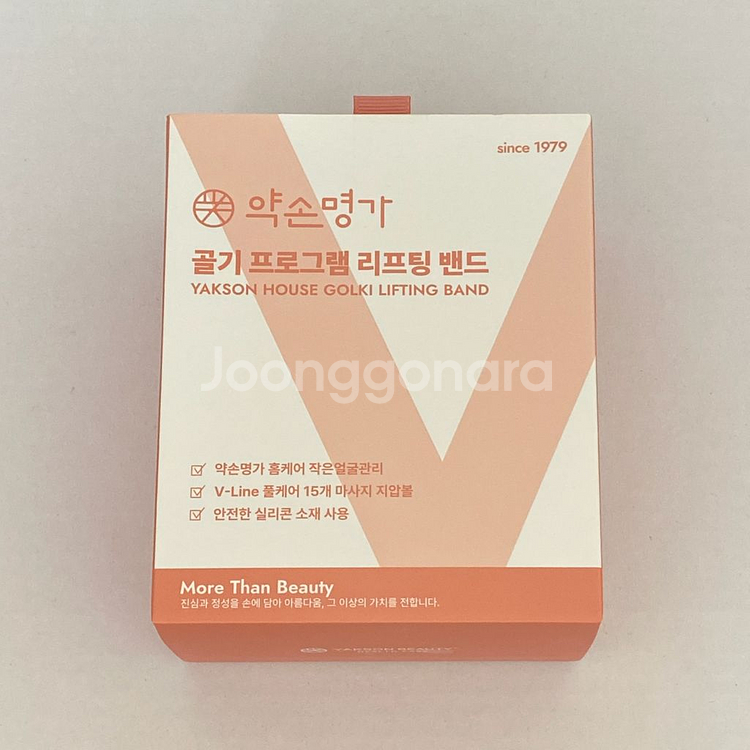 since 1979
약손명가
골기 프로그램 리프팅 밴드
YAKSON HOUSE GOLKI LIFTING BAND
Joonggonara
약손명가 홈케어 작은얼굴관리
V-Line 풀케어 15개 마사지 지압볼
안전한 실리콘 소재 사용
More Than Beauty
진심과 정성을 손에 담아 아름다움, 그 이상의 가치를 전합니다.